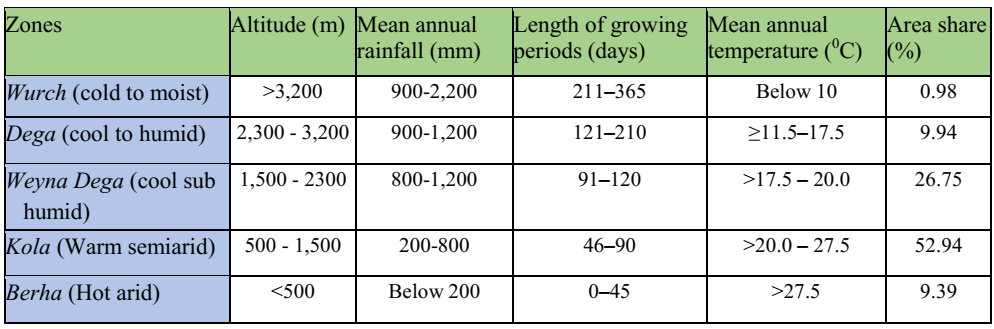 Zones Altitude (m) Mean annual rainfall (mm) Length of growing periods (days) Mean annual temperature (⁰C) Area share (%)
Wurch (cold to moist) >3,200 900-2,200 211–365 Below 10 0.98
Dega (cool to humid) 2,300 - 3,200 900-1,200 121–210 ≥11.5–17.5 9.94
Weyna Dega (cool sub humid) 1,500 - 2300 800-1,200 91–120 >17.5 – 20.0 26.75
Kola (Warm semiarid) 500 - 1,500 200-800 46–90 >20.0 – 27.5 52.94
Berha (Hot arid) <500 Below 200 0–45 >27.5 9.39